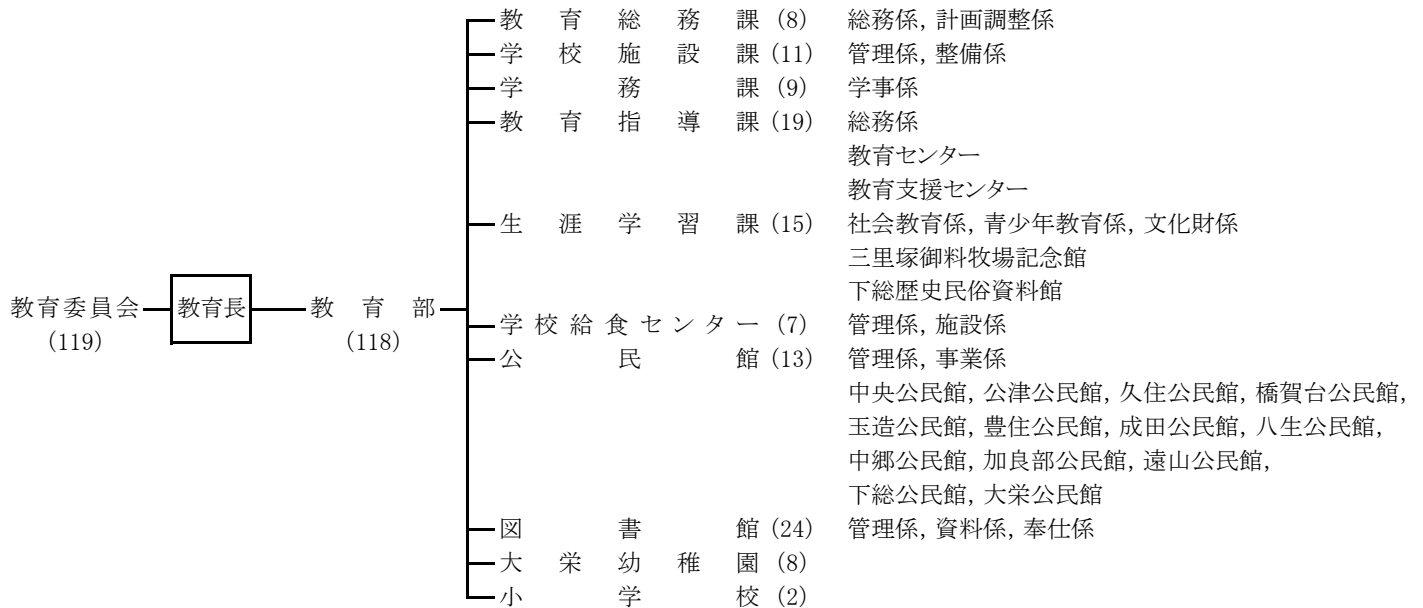 教育総務課 (8) 総務係, 計画調整係
学校施設課 (11) 管理係, 整備係
学務課 (9) 学事係
教育指導課 (19) 総務係
教育センター
教育支援センター
生涯学習課 (15) 社会教育係, 青少年教育係, 文化財係
三里塚御料牧場記念館
下総歴史民俗資料館
教育委員会 教育長 教育部
(119) (118)
学校給食センター (7) 管理係, 施設係
公民館 (13) 管理係, 事業係
中央公民館, 公津公民館, 久住公民館, 橋賀台公民館,
玉造公民館, 豊住公民館, 成田公民館, 八生公民館,
中郷公民館, 加良部公民館, 遠山公民館,
下総公民館, 大栄公民館
図書館 (24) 管理係, 資料係, 奉仕係
大栄幼稚園 (8)
小学校 (2)